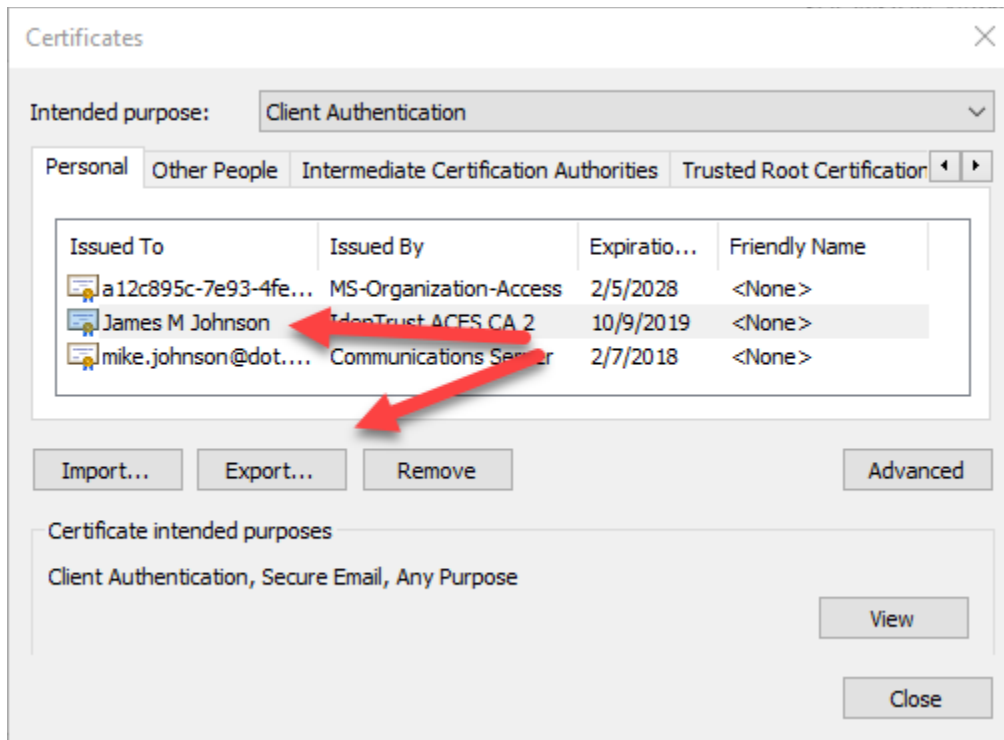 Certificates
Intended purpose: Client Authentication
Personal Other People Intermediate Certification Authorities Trusted Root Certification
Issued To Issued By Expiratio... Friendly Name
a12c895c-7e93-4fe... MS-Organization-Access 2/5/2028 <None>
James M Johnson IdenTrust ACES CA 2 10/9/2019 <None>
mike.johnson@dot.... Communications Server 2/7/2018 <None>
Import... Export... Remove Advanced
Certificate intended purposes
Client Authentication, Secure Email, Any Purpose
View
Close